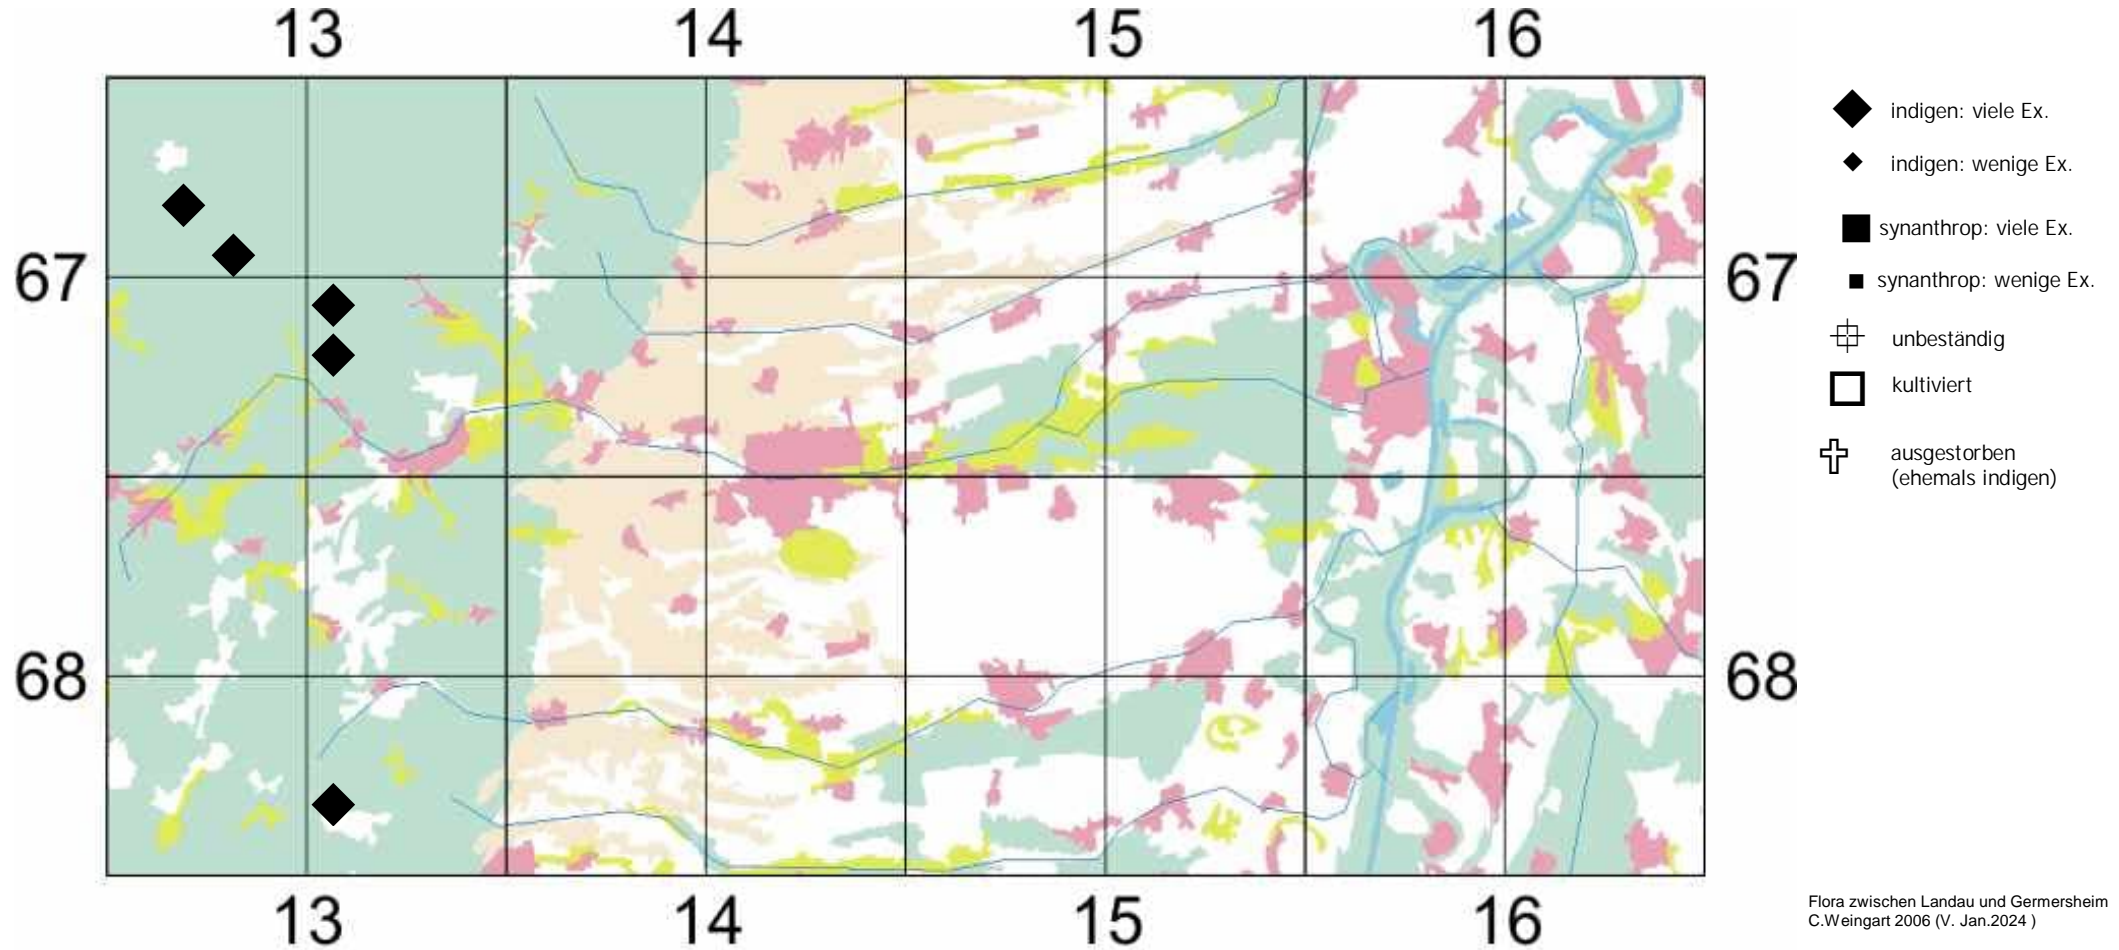 13 14 15 16
indigen: viele Ex.
indigen: wenige Ex.
synanthrop: viele Ex.
67 67
synanthrop: wenige Ex.
unbeständig
kultiviert
ausgestorben
(ehemals indigen)
68 68
13 14 15 16
Flora zwischen Landau und Germersheim
C.Weingart 2006 (V. Jan.2024 )